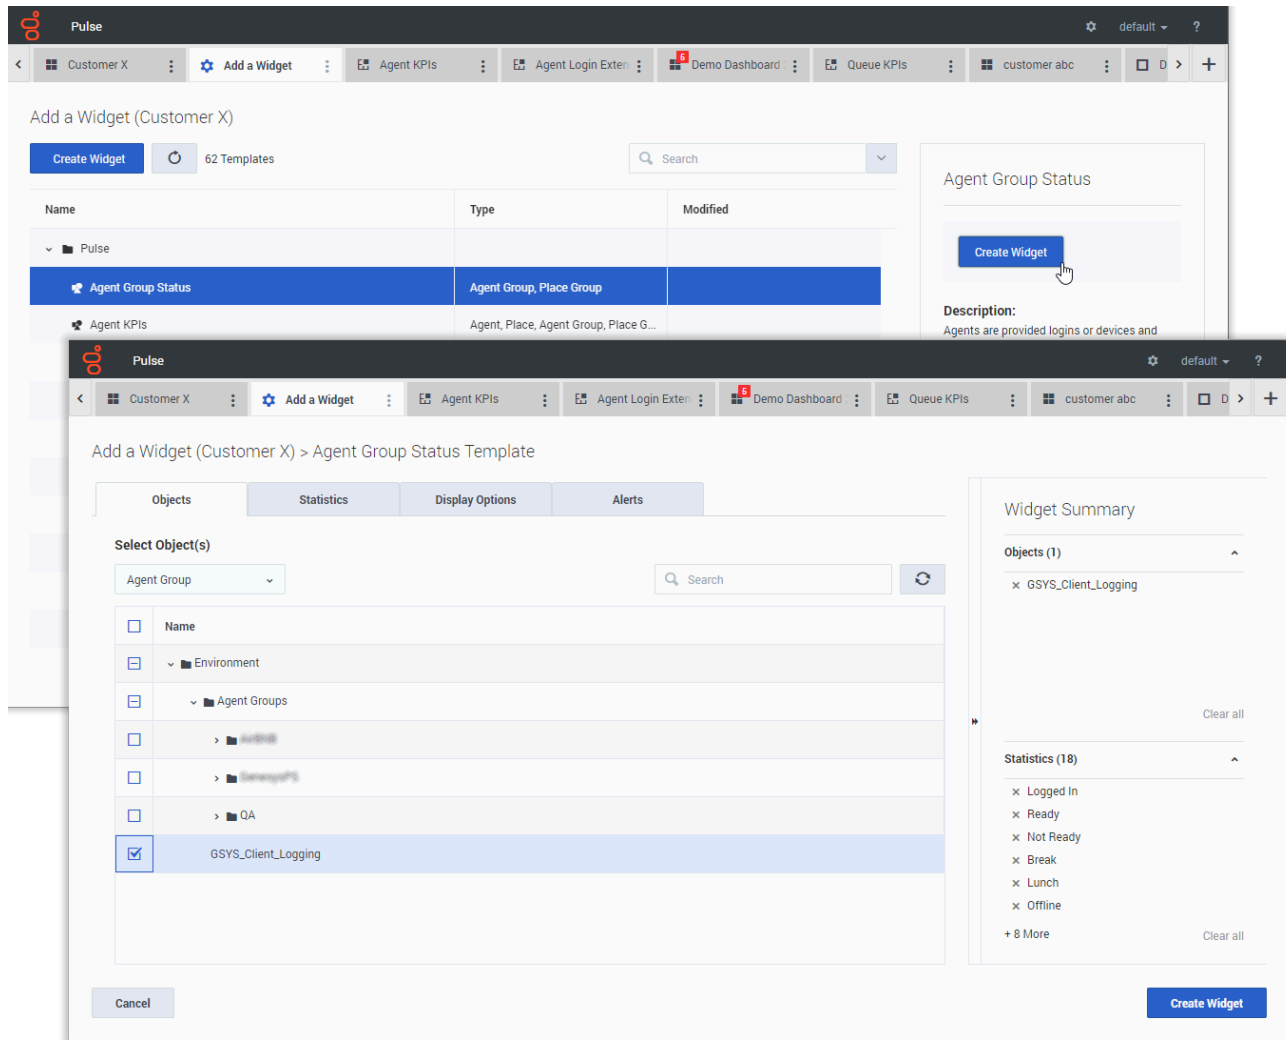 Pulse
default ?
Customer X Add a Widget Agent KPIs Agent Login Exten 5 Demo Dashboard Queue KPIs customer abc D
Add a Widget (Customer X)
Create Widget 62 Templates Search
Agent Group Status
Name Type Modified
Pulse
Create Widget
Agent Group Status Agent Group, Place Group
Description:
Agent KPIs Agent, Place, Agent Group, Place G...
Agents are provided logins or devices and
Pulse
default ?
Customer X Add a Widget Agent KPIs Agent Login Exten 5 Demo Dashboard Queue KPIs customer abc D
Add a Widget (Customer X) > Agent Group Status Template
Objects Statistics Display Options Alerts
Select Object(s)
Agent Group Search
Name
Environment
Agent Groups
QA
GSYS_Client_Logging
Widget Summary
Objects (1)
GSYS_Client_Logging
Clear all
Statistics (18)
Logged In
Ready
Not Ready
Break
Lunch
Offline
+ 8 More Clear all
Cancel Create Widget